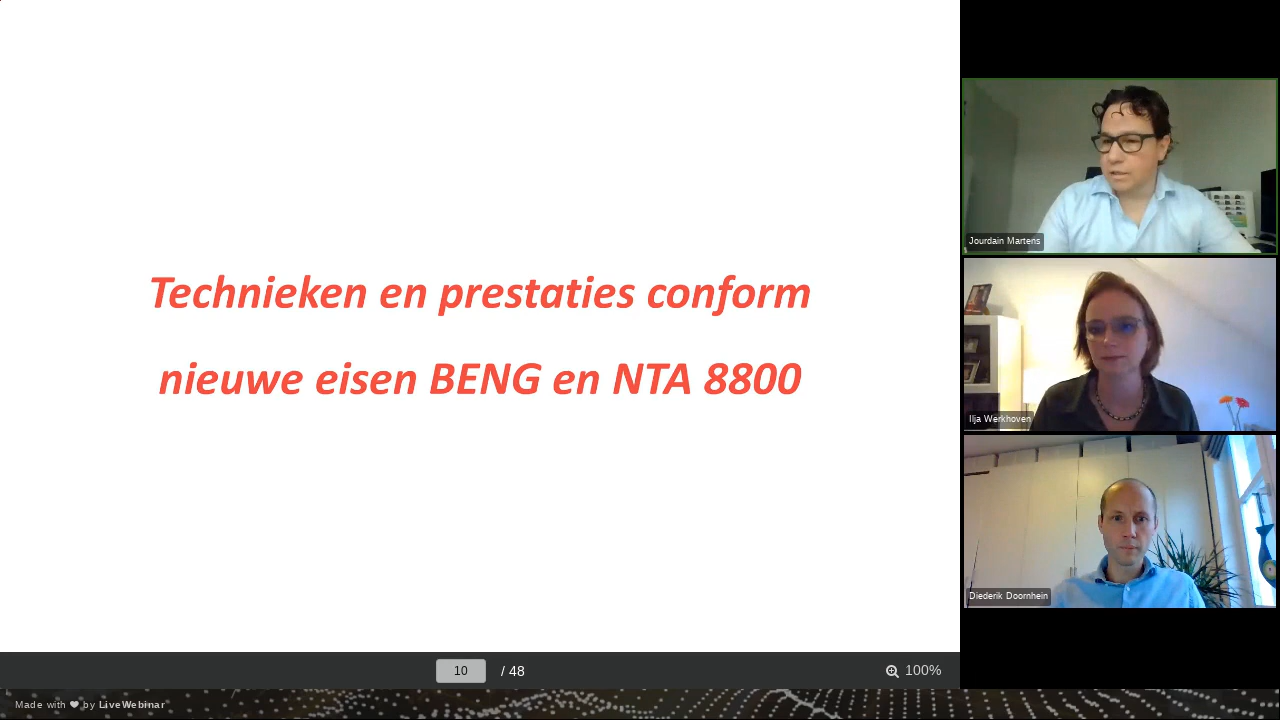 Technieken en prestaties conform
nieuwe eisen BENG en NTA 8800
Jourdain Martens
Ilja Werkhoven
Diederik Doornhein
10 / 48
100%
Made with ❤ by LiveWebinar